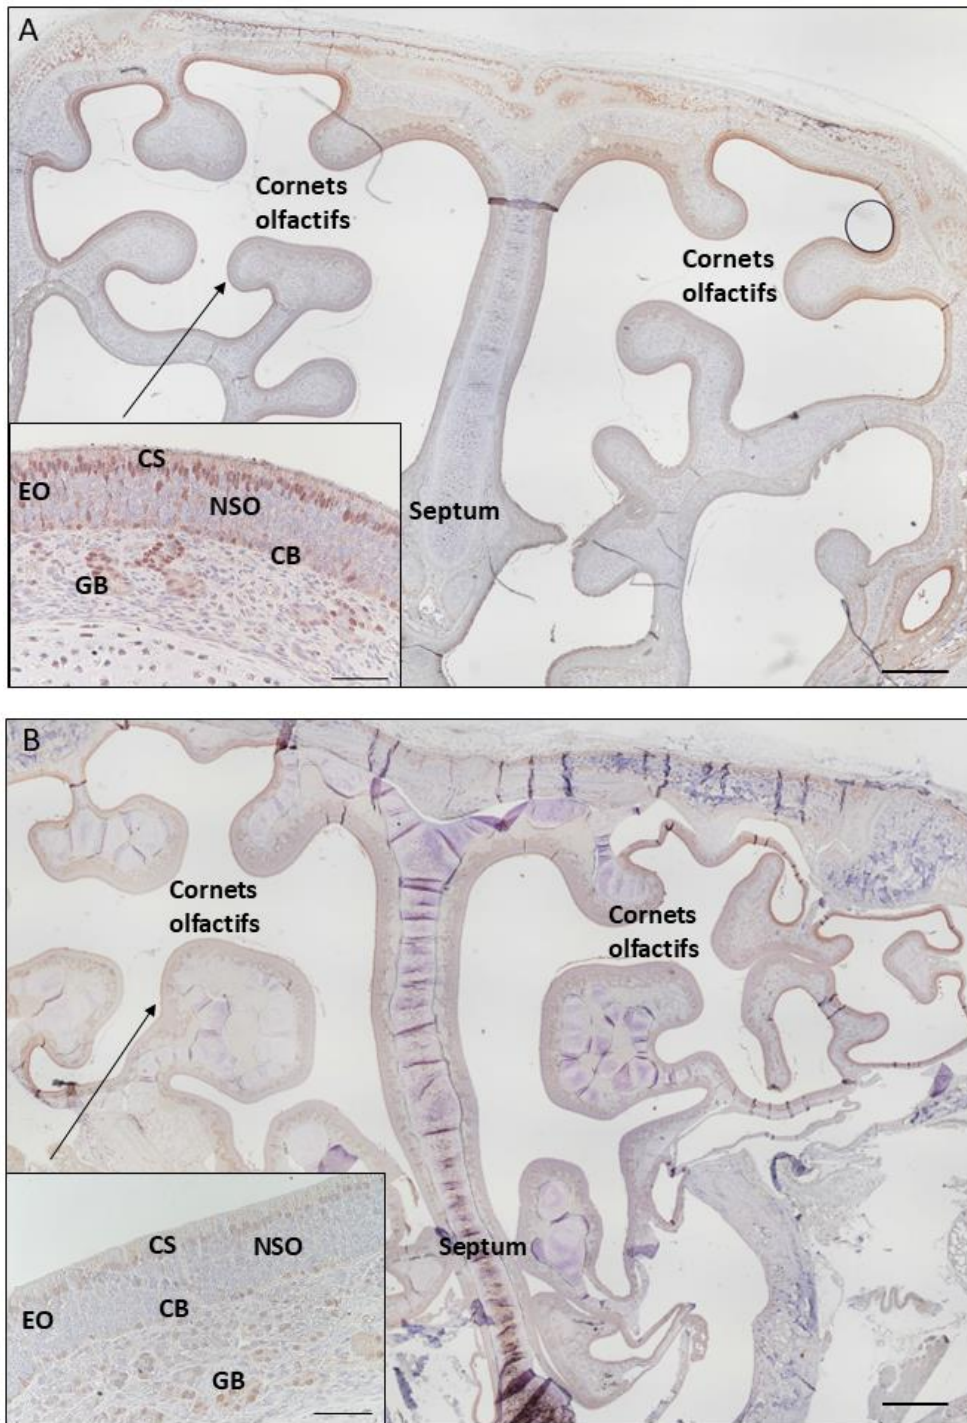 A
Cornets
olfactifs
Cornets
olfactifs
CS
EO
NSO
Septum
CB
GB
B
Cornets
olfactifs
Cornets
olfactifs
CS
NSO
Septum
CB
EO
GB